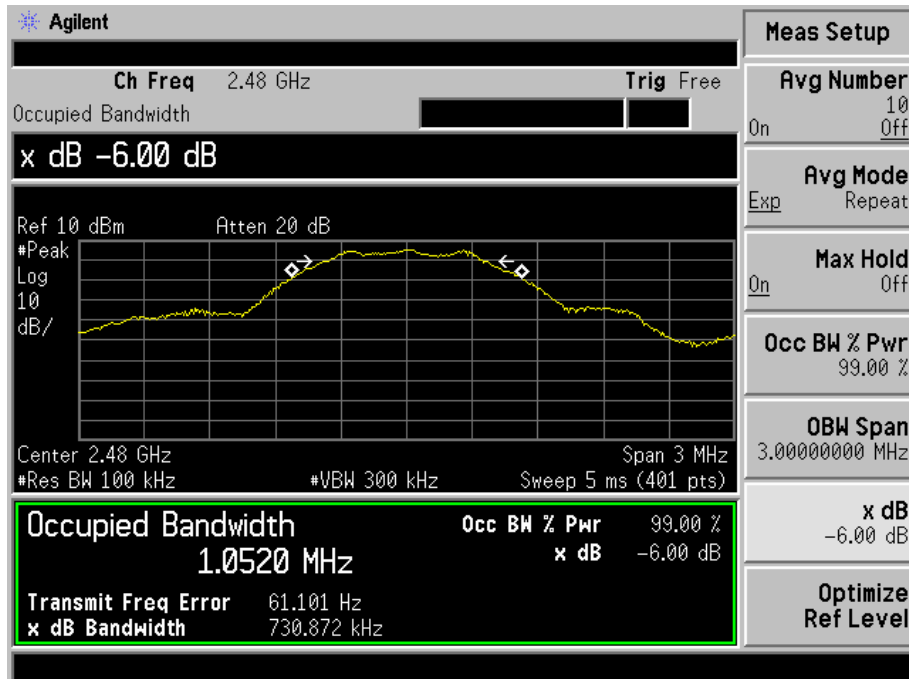 Agilent
Ch Freq 2.48 GHz Trig Free
Occupied Bandwidth
x dB -6.00 dB
Ref 10 dBm Atten 20 dB
#Peak
Log
10
dB/
Center 2.48 GHz Span 3 MHz
#Res BW 100 kHz #VBW 300 kHz Sweep 5 ms (401 pts)
Occupied Bandwidth Occ BW % Pwr 99.00 %
1.0520 MHz x dB -6.00 dB
Transmit Freq Error 61.101 Hz
x dB Bandwidth 730.872 kHz
Meas Setup
Avg Number
10
On Off
Avg Mode
Exp Repeat
Max Hold
On Off
Occ BW % Pwr
99.00 %
OBW Span
3.00000000 MHz
x dB
-6.00 dB
Optimize
Ref Level